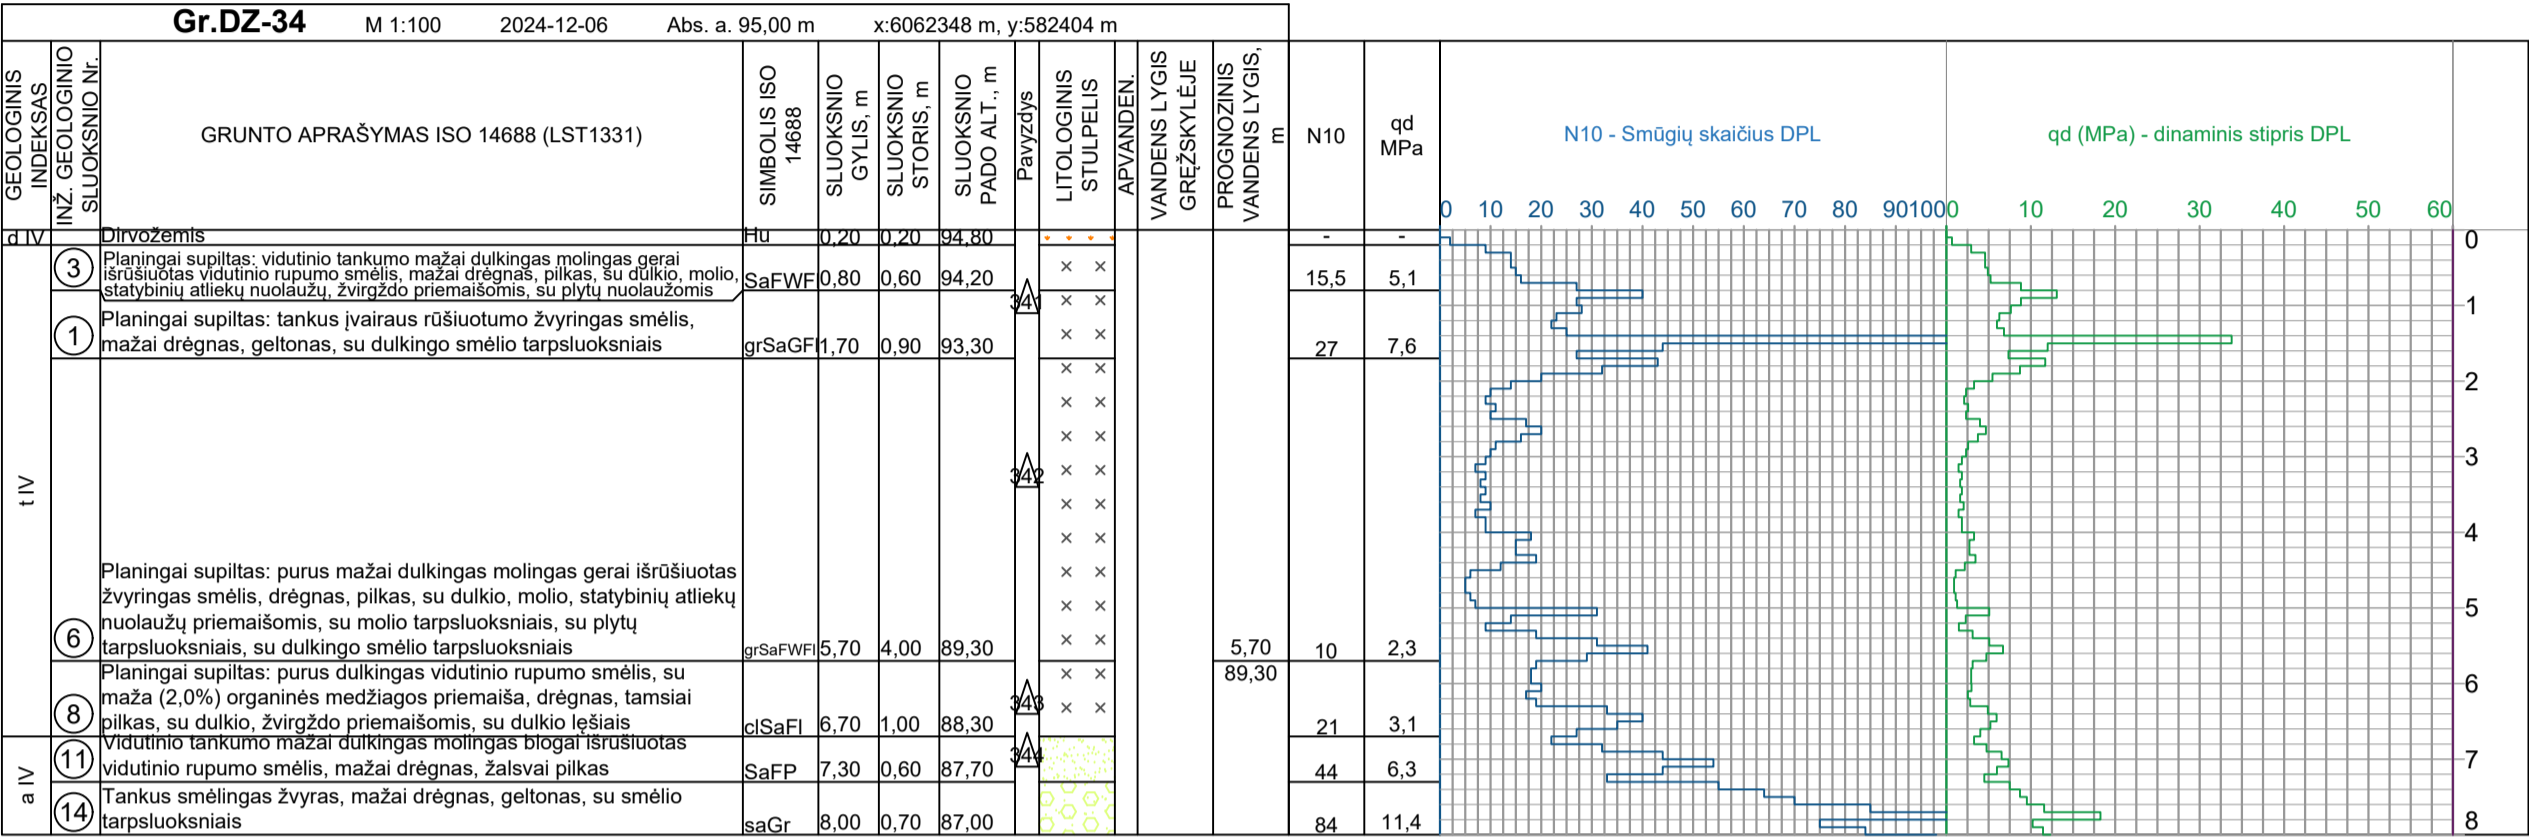 Gr.DZ-34 M 1:100 2024-12-06 Abs. a. 95,00 m x:6062348 m, y:582404 m
GEOLOGINIS
INDEKSAS
INŽ. GEOLOGINIO
SLUOKSNIO Nr.
GRUNTO APRAŠYMAS ISO 14688 (LST1331)
SIMBOLIS ISO
14688
SLUOKSNIO
GYLIS, m
SLUOKSNIO
STORIS, m
SLUOKSNIO
PADO ALT., m
Pavyzdys
LITOLOGINIS
STULPELIS
APVANDEN.
VANDENS LYGIS
GRĘŽSKYLĖJE
PROGNOZINIS
VANDENS LYGIS,
m
N10
qd
MPa
N10 - Smūgių skaičius DPL
qd (MPa) - dinaminis stipris DPL
0 10 20 30 40 50 60 70 80 90 100
0 10 20 30 40 50 60
d IV
Dirvožemis Hu 0,20 0,20 94,80 - -
t IV
3
Planingai supiltas: vidutinio tankumo mažai dulkingas molingas gerai
išrūšiuotas vidutinio rupumo smėlis, mažai drėgnas, pilkas, su dulkio, molio,
statybinių atliekų nuolaužų, žvirgždo priemaišomis, su plytų nuolaužomis
SaFWFl 0,80 0,60 94,20 15,5 5,1
341
1
Planingai supiltas: tankus įvairaus rūšiuotumo žvyringas smėlis,
mažai drėgnas, geltonas, su dulkingo smėlio tarpsluoksniais
grSaGFl 1,70 0,90 93,30 27 7,6
342
6
Planingai supiltas: purus mažai dulkingas molingas gerai išrūšiuotas
žvyringas smėlis, drėgnas, pilkas, su dulkio, molio, statybinių atliekų
nuolaužų priemaišomis, su molio tarpsluoksniais, su plytų
tarpsluoksniais, su dulkingo smėlio tarpsluoksniais
grSaFWFl 5,70 4,00 89,30 5,70 10 2,3
89,30
8
Planingai supiltas: purus dulkingas vidutinio rupumo smėlis, su
maža (2,0%) organinės medžiagos priemaiša, drėgnas, tamsiai
pilkas, su dulkio, žvirgždo priemaišomis, su dulkio lęšiais
clSaFl 6,70 1,00 88,30 21 3,1
343
a IV
11
Vidutinio tankumo mažai dulkingas molingas blogai išrušiuotas
vidutinio rupumo smėlis, mažai drėgnas, žalsvai pilkas
SaFP 7,30 0,60 87,70 44 6,3
344
14
Tankus smėlingas žvyras, mažai drėgnas, geltonas, su smėlio
tarpsluoksniais
saGr 8,00 0,70 87,00 84 11,4
0
1
2
3
4
5
6
7
8